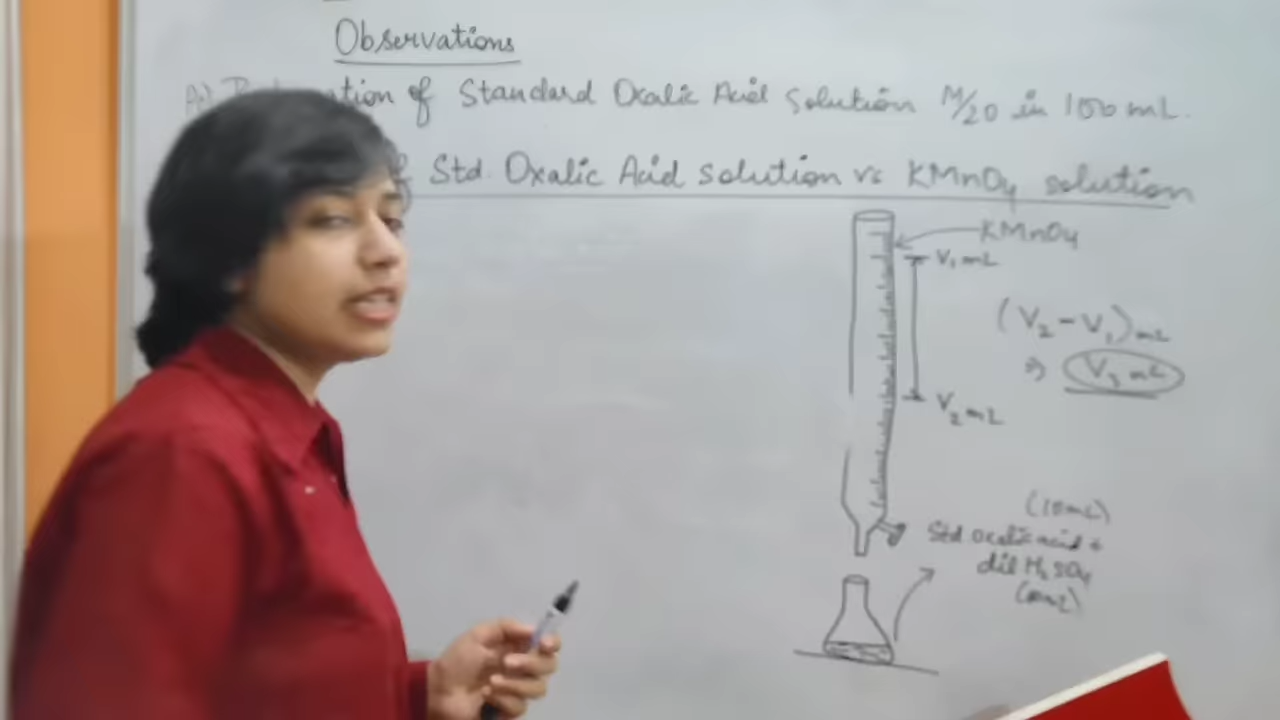 Observations
A) ation of Standard Oxalic Acid Solution M/20 in 100 mL.
of Std. Oxalic Acid solution vs KMnO4 solution
KMnO4
V1 mL
(V2 - V1) mL
⇒ V3 mL
V2 mL
(10mL)
Std. oxalic acid +
dil H2SO4